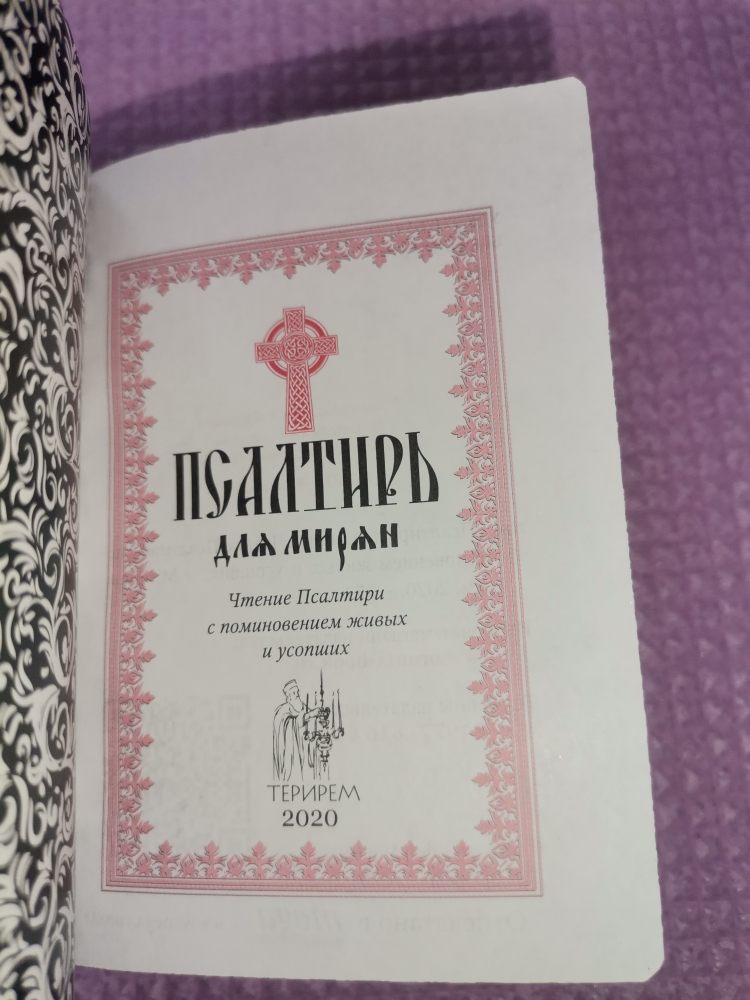 ПСАЛТИРЬ
для мирян
Чтение Псалтири
с поминовением живых
и усопших
ТЕРИРЕМ
2020